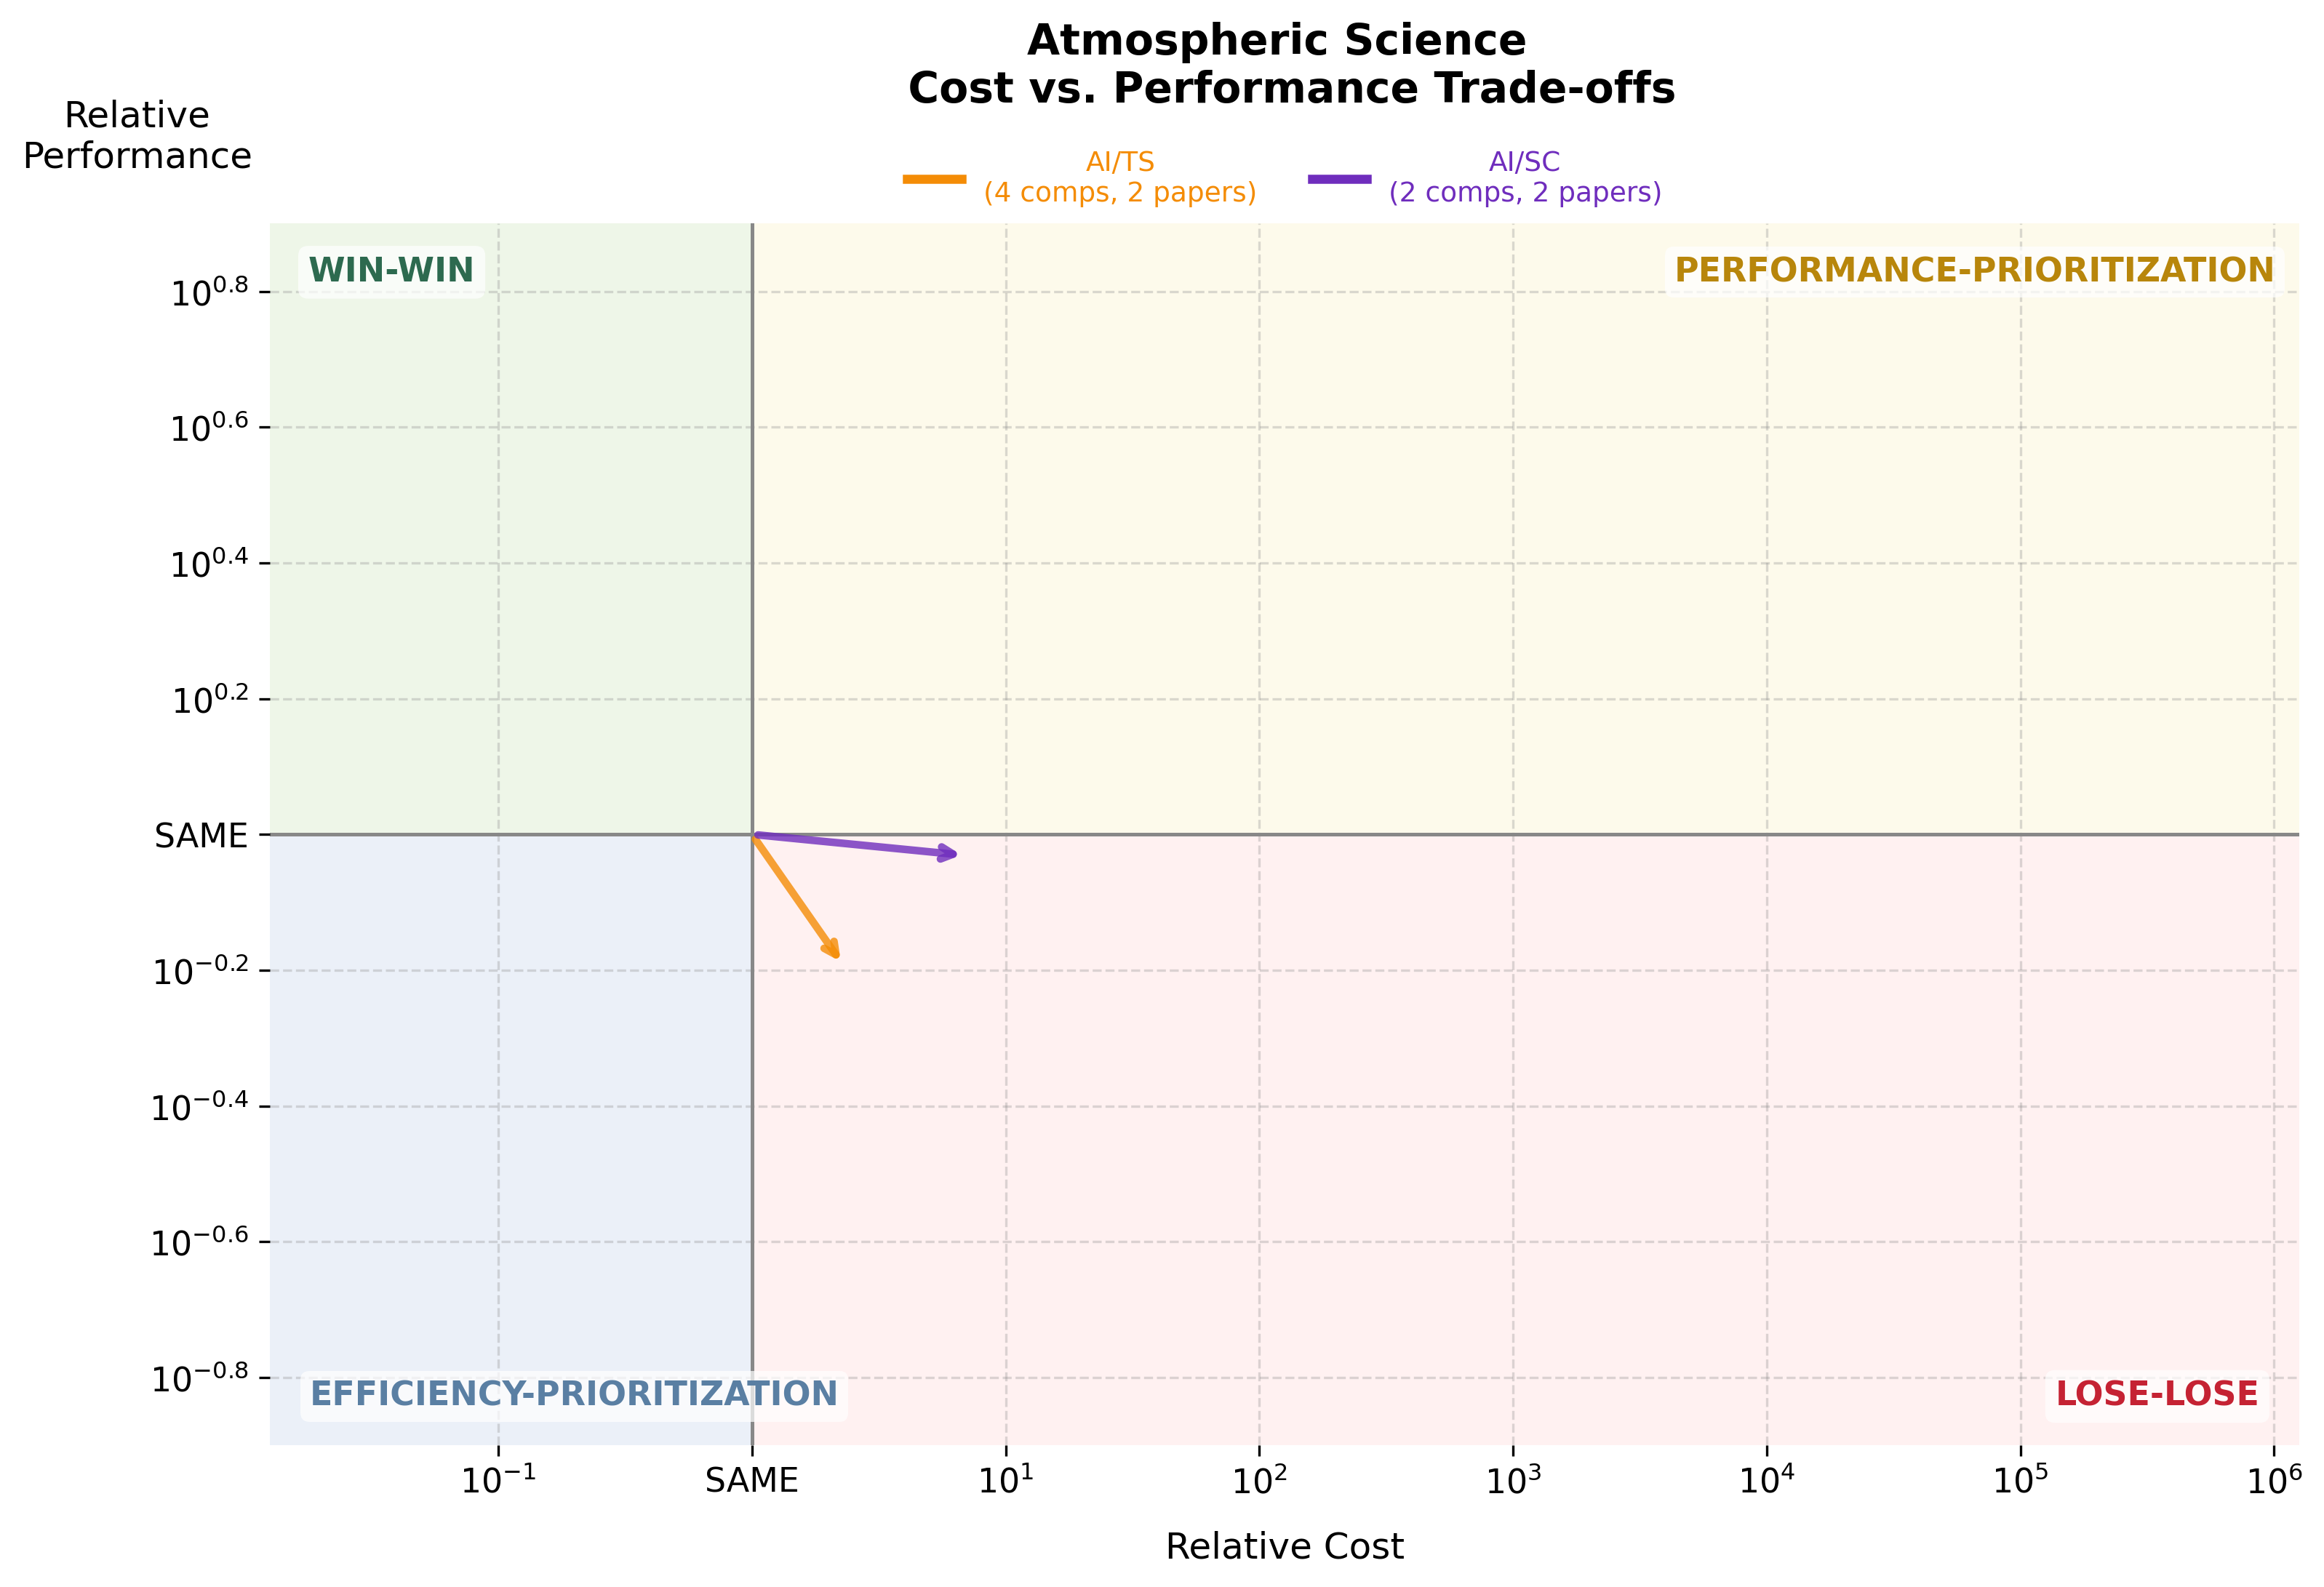 Atmospheric Science
Cost vs. Performance Trade-offs
Relative
Performance
AI/TS
(4 comps, 2 papers)
AI/SC
(2 comps, 2 papers)
WIN-WIN
PERFORMANCE-PRIORITIZATION
10^0.8
10^0.6
10^0.4
10^0.2
SAME
10^−0.2
10^−0.4
10^−0.6
10^−0.8
EFFICIENCY-PRIORITIZATION
LOSE-LOSE
10^−1
SAME
10^1
10^2
10^3
10^4
10^5
10^6
Relative Cost